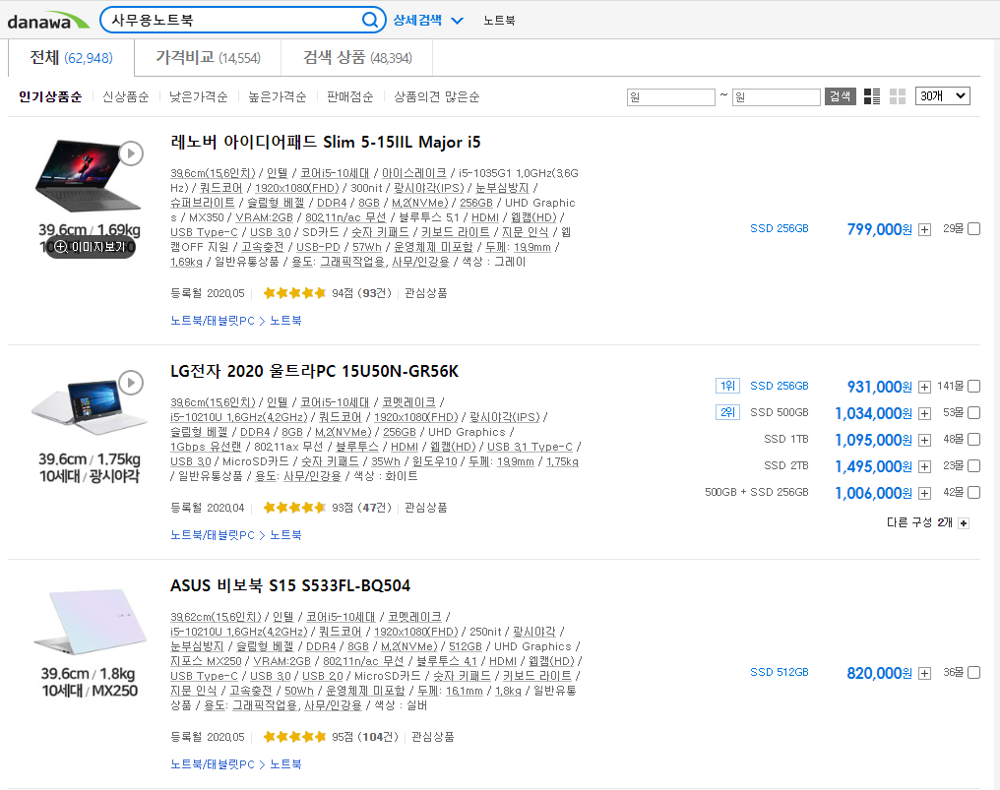 danawa 사무용노트북 상세검색 노트북
전체 (62,948) 가격비교 (14,554) 검색 상품 (48,394)
인기상품순 신상품순 낮은가격순 높은가격순 판매점순 상품의견 많은순 원 ~ 원 검색 30개
레노버 아이디어패드 Slim 5-15IIL Major i5
39.6cm(15.6인치) / 인텔 / 코어i5-10세대 / 아이스레이크 / i5-1035G1 1.0GHz(3.6G
Hz) / 쿼드코어 / 1920x1080(FHD) / 300nit / 광시야각(IPS) / 눈부심방지 /
슈퍼브라이트 / 슬림형 베젤 / DDR4 / 8GB / M.2(NVMe) / 256GB / UHD Graphic
s / MX350 / VRAM:2GB / 802.11n/ac 무선 / 블루투스 5.1 / HDMI / 웹캠(HD) /
USB Type-C / USB 3.0 / SD카드 / 숫자 키패드 / 키보드 라이트 / 지문 인식 / 웹
캠OFF 지원 / 고속충전 / USB-PD / 57Wh / 운영체제 미포함 / 두께: 19.9mm /
1.69kg / 일반유통상품 / 용도: 그래픽작업용, 사무/인강용 / 색상 : 그레이
39.6cm / 1.69kg
이미지보기
SSD 256GB 799,000원 29몰
등록월 2020.05 94점 (93건) 관심상품
노트북/태블릿PC > 노트북
LG전자 2020 울트라PC 15U50N-GR56K
39.6cm(15.6인치) / 인텔 / 코어i5-10세대 / 코멧레이크 /
i5-10210U 1.6GHz(4.2GHz) / 쿼드코어 / 1920x1080(FHD) / 광시야각(IPS) /
슬림형 베젤 / DDR4 / 8GB / M.2(NVMe) / 256GB / UHD Graphics /
1Gbps 유선랜 / 802.11ax 무선 / 블루투스 / HDMI / 웹캠(HD) / USB 3.1 Type-C /
USB 3.0 / MicroSD카드 / 숫자 키패드 / 35Wh / 윈도우10 / 두께: 19.9mm / 1.75kg
/ 일반유통상품 / 용도: 사무/인강용 / 색상 : 화이트
39.6cm / 1.75kg
10세대 / 광시야각
1위 SSD 256GB 931,000원 141몰
2위 SSD 500GB 1,034,000원 53몰
SSD 1TB 1,095,000원 48몰
SSD 2TB 1,495,000원 23몰
500GB + SSD 256GB 1,006,000원 42몰
다른 구성 2개
등록월 2020.04 93점 (47건) 관심상품
노트북/태블릿PC > 노트북
ASUS 비보북 S15 S533FL-BQ504
39.62cm(15.6인치) / 인텔 / 코어i5-10세대 / 코멧레이크 /
i5-10210U 1.6GHz(4.2GHz) / 쿼드코어 / 1920x1080(FHD) / 250nit / 광시야각 /
눈부심방지 / 슬림형 베젤 / DDR4 / 8GB / M.2(NVMe) / 512GB / UHD Graphics /
지포스 MX250 / VRAM:2GB / 802.11n/ac 무선 / 블루투스 4.1 / HDMI / 웹캠(HD) /
USB Type-C / USB 3.0 / USB 2.0 / MicroSD카드 / 숫자 키패드 / 키보드 라이트 /
지문 인식 / 고속충전 / 50Wh / 운영체제 미포함 / 두께: 16.1mm / 1.8kg / 일반유통
상품 / 용도: 그래픽작업용, 사무/인강용 / 색상 : 실버
39.6cm / 1.8kg
10세대 / MX250
SSD 512GB 820,000원 36몰
등록월 2020.05 95점 (104건) 관심상품
노트북/태블릿PC > 노트북